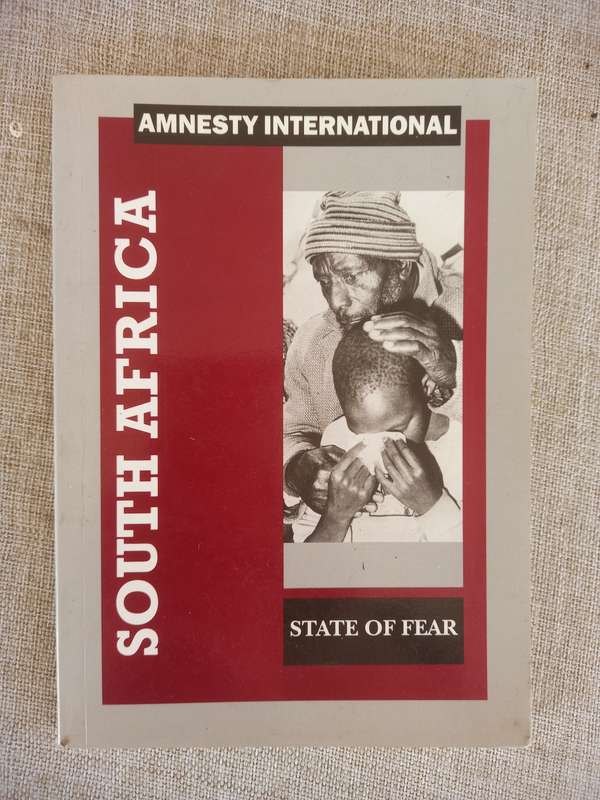 AMNESTY INTERNATIONAL
SOUTH AFRICA
STATE OF FEAR